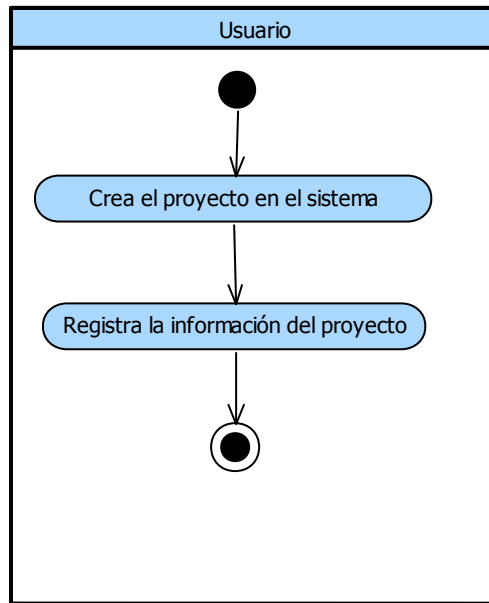 Usuario
Crea el proyecto en el sistema
Registra la información del proyecto